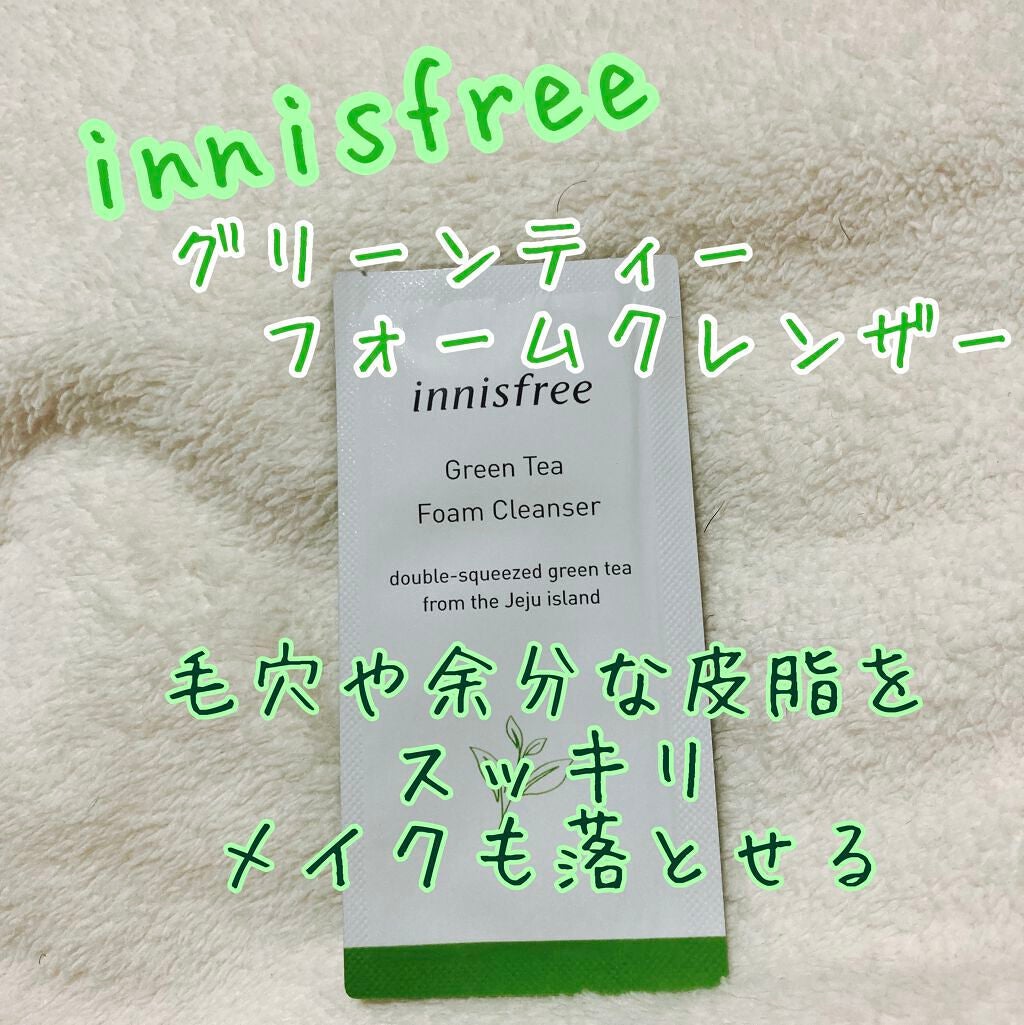 innisfree
グリーンティー
フォームクレンザー
innisfree
Green Tea
Foam Cleanser
double-squeezed green tea
from the Jeju island
毛穴や余分な皮脂を
スッキリ
メイクも落とせる